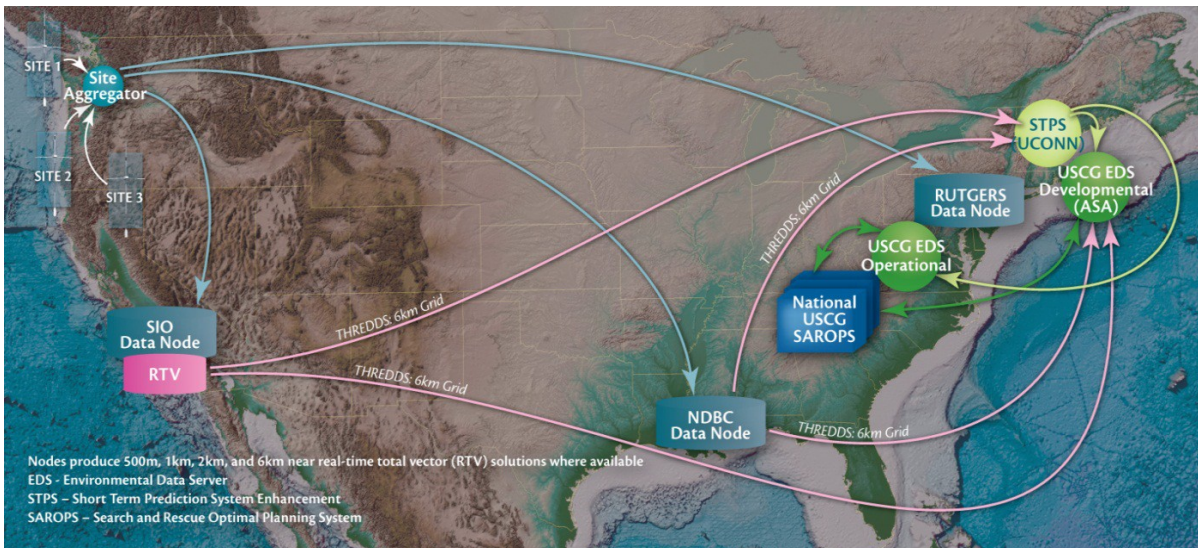 SITE 1
Site
Aggregator
SITE 2
SITE 3
STPS
(UCONN)
USCG EDS
Developmental
(ASA)
RUTGERS
Data Node
USCG EDS
Operational
National
USCG
SAROPS
THREDDS: 6km Grid
THREDDS: 6km Grid
SIO
Data Node
RTV
THREDDS: 6km Grid
NDBC
Data Node
THREDDS: 6km Grid
Nodes produce 500m, 1km, 2km, and 6km near real-time total vector (RTV) solutions where available
EDS - Environmental Data Server
STPS – Short Term Prediction System Enhancement
SAROPS – Search and Rescue Optimal Planning System